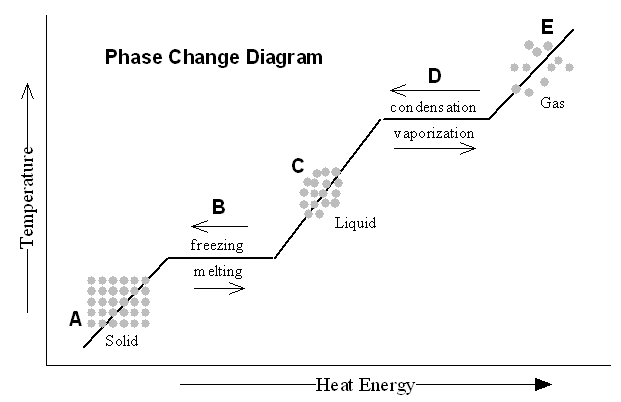 Phase Change Diagram
E
D
condensation
vaporization
Gas
C
Liquid
B
freezing
melting
A
Solid
Temperature
Heat Energy